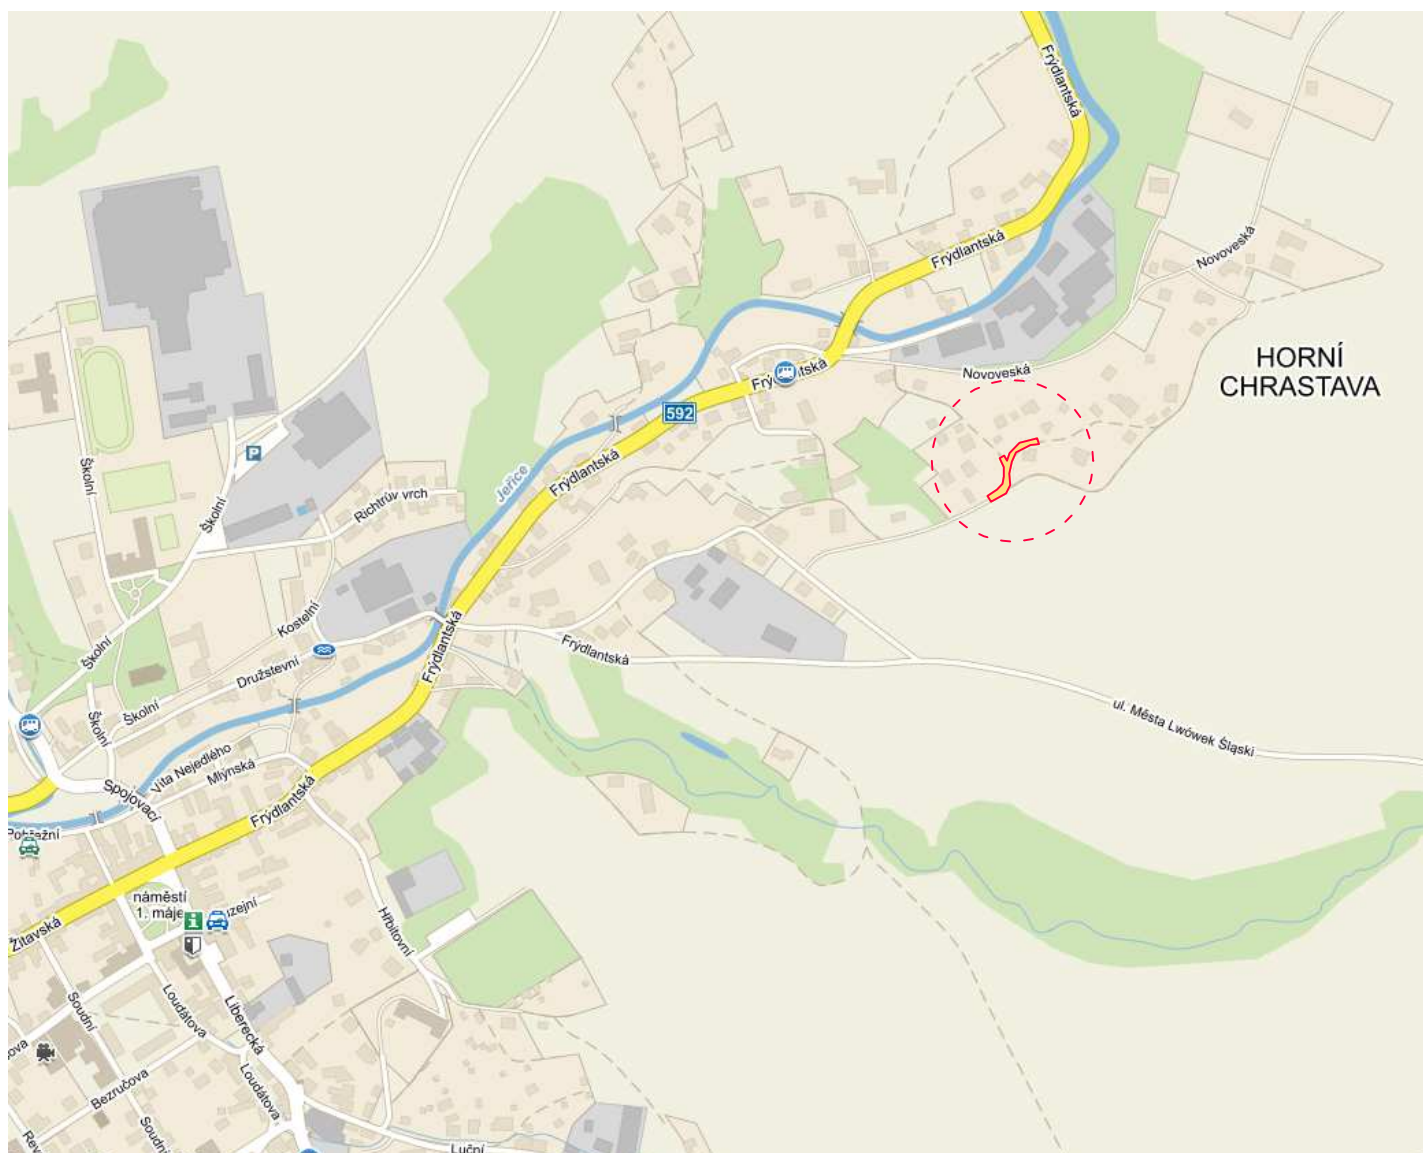 Frýdlantská
Frýdlantská
Novoveská
HORNÍ
CHRASTAVA
Novoveská
592
Frýdlantská
Jeřice
Školní
P
Richtrův vrch
Školní
Kostelní
Frýdlantská
Frýdlantská
Školní
Družstevní
Školní
Školní
ul. Města Lwówek Śląski
Víta Nejedlého
Mlýnská
Spojovací
Frýdlantská
náměstí
1. máje
Žitavská
Hřbitovní
Soudní
Loudátova
Liberecká
Bezručova
Loudátova
Soudní
Luční